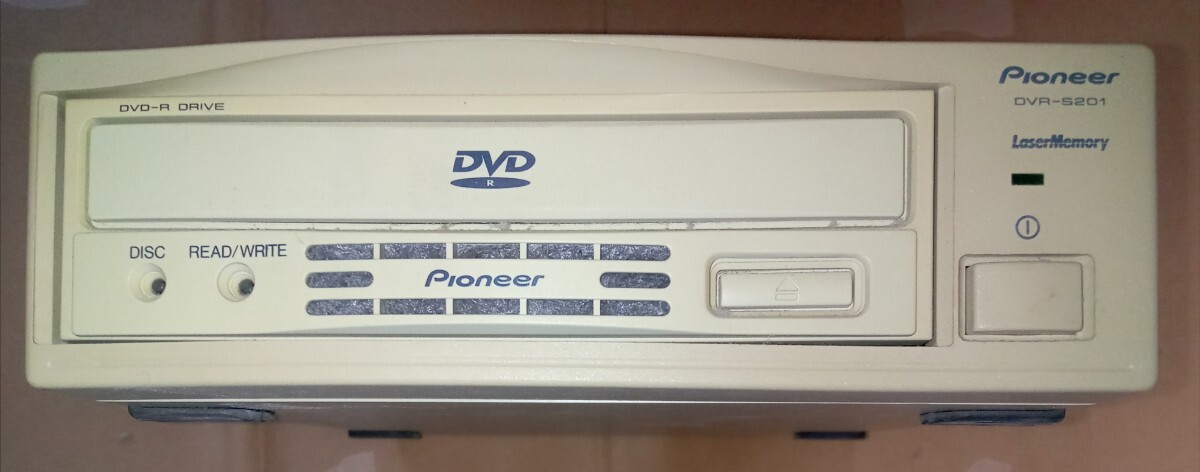 Pioneer
DVR-S201
LaserMemory
DVD-R DRIVE
DVD
R
DISC READ/WRITE
Pioneer